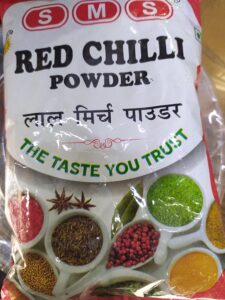 SMS
RED CHILLI
POWDER
लाल मिर्च पाउडर
THE TASTE YOU TRUST